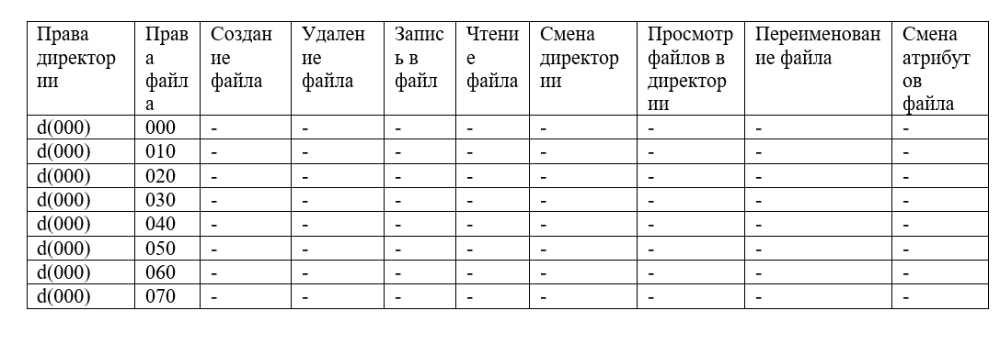 Права директории Права файла Создание файла Удаление файла Запись в файл Чтение файла Смена директории Просмотр файлов в директории Переименование файла Смена атрибутов файла
d(000) 000 - - - - - - - -
d(000) 010 - - - - - - - -
d(000) 020 - - - - - - - -
d(000) 030 - - - - - - - -
d(000) 040 - - - - - - - -
d(000) 050 - - - - - - - -
d(000) 060 - - - - - - - -
d(000) 070 - - - - - - - -